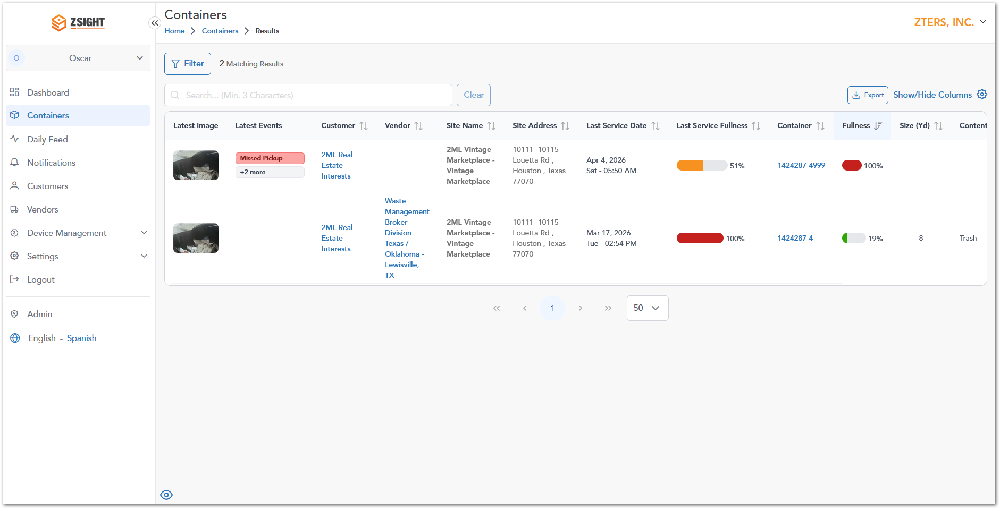 ZSIGHT
Containers
Home > Containers > Results
ZTERS, INC.
O Oscar
Dashboard
Containers
Daily Feed
Notifications
Customers
Vendors
Device Management
Settings
Logout
Admin
English - Spanish
Filter 2 Matching Results
Search... (Min. 3 Characters) Clear
Export Show/Hide Columns
Latest Image Latest Events Customer Vendor Site Name Site Address Last Service Date Last Service Fullness Container Fullness Size (Yd) Content
Missed Pickup
+2 more
2ML Real
Estate
Interests
—
2ML Vintage
Marketplace -
Vintage
Marketplace
10111- 10115
Louetta Rd ,
Houston , Texas
77070
Apr 4, 2026
Sat - 05:50 AM
51%
1424287-4999
100%
—
—
2ML Real
Estate
Interests
Waste
Management
Broker
Division
Texas /
Oklahoma -
Lewisville,
TX
2ML Vintage
Marketplace -
Vintage
Marketplace
10111- 10115
Louetta Rd ,
Houston , Texas
77070
Mar 17, 2026
Tue - 02:54 PM
100%
1424287-4
19%
8
Trash
« ‹ 1 › » 50